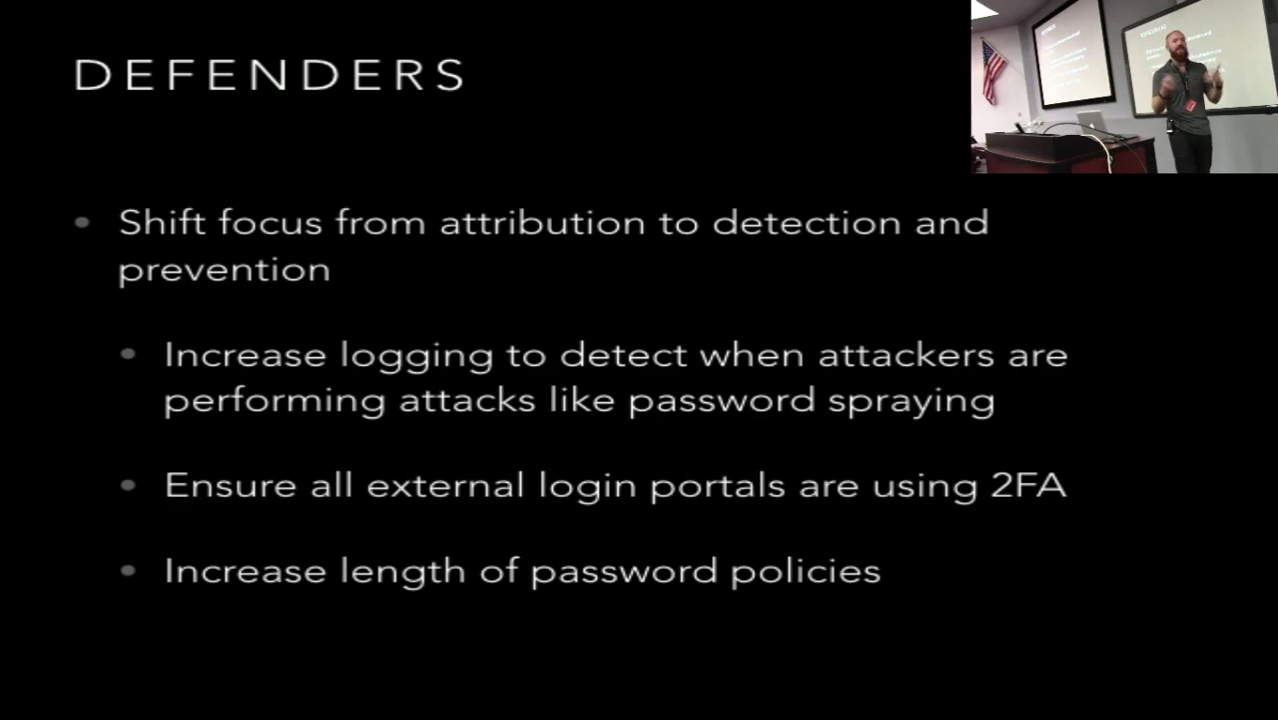 DEFENDERS
• Shift focus from attribution to detection and
prevention
• Increase logging to detect when attackers are
performing attacks like password spraying
• Ensure all external login portals are using 2FA
• Increase length of password policies